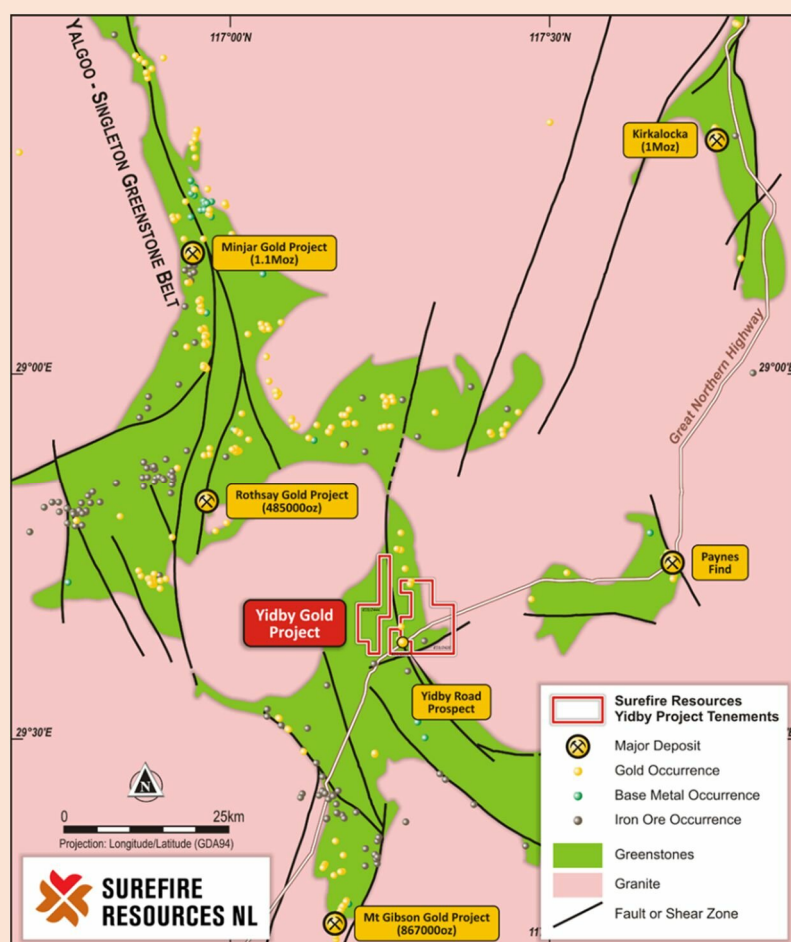 117°00'E
117°30'N
117°30'
YALGOO - SINGLETON GREENSTONE BELT
Kirkalocka
(1Moz)
Minjar Gold Project
(1.1Moz)
Great Northern Highway
29°00'E
29°00'
Rothsay Gold Project
(485000oz)
Paynes
Find
Yidby Gold
Project
Yidby Road
Prospect
29°30'E
Surefire Resources
Yidby Project Tenements
Major Deposit
Gold Occurrence
Base Metal Occurrence
Iron Ore Occurrence
Greenstones
Granite
Fault or Shear Zone
N
0
25km
Projection: Longitude/Latitude (GDA94)
SUREFIRE
RESOURCES NL
Mt Gibson Gold Project
(867000oz)